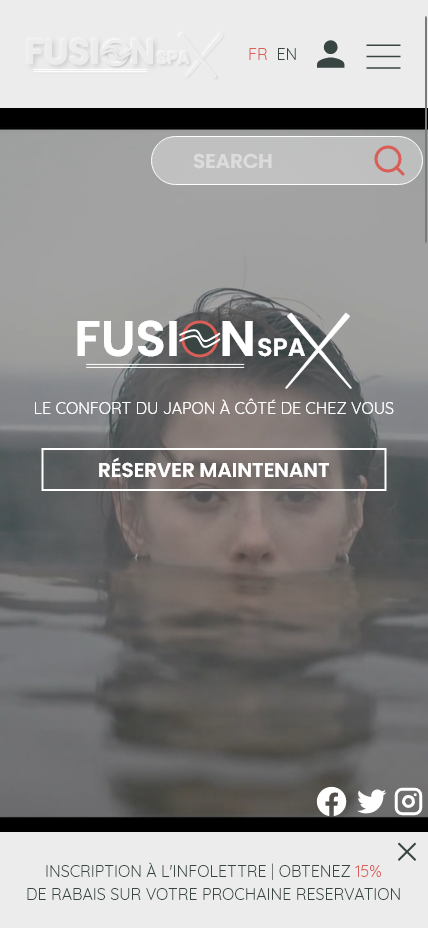 FUSION SPA X
FR EN
SEARCH
FUSION SPA X
LE CONFORT DU JAPON À CÔTÉ DE CHEZ VOUS
RÉSERVER MAINTENANT
INSCRIPTION À L'INFOLETTRE | OBTENEZ 15%
DE RABAIS SUR VOTRE PROCHAINE RESERVATION